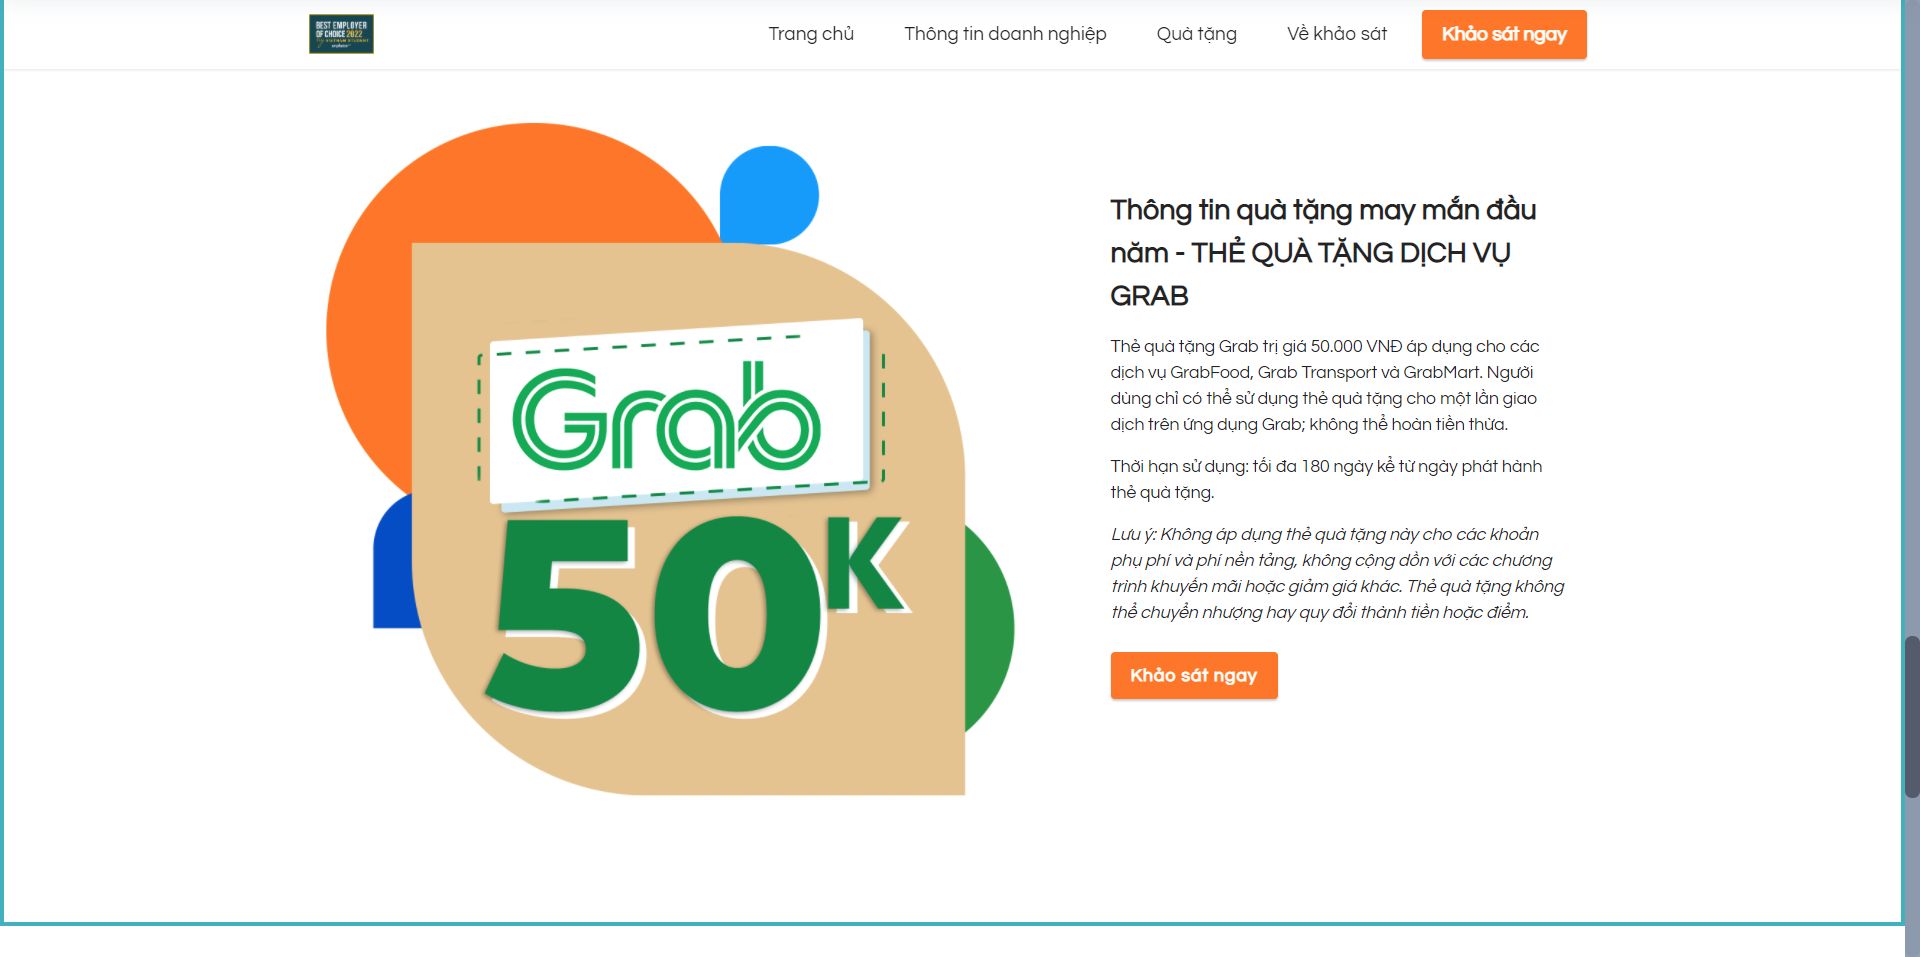 BEST EMPLOYER
OF CHOICE 2022
Trang chủ
Thông tin doanh nghiệp
Quà tặng
Về khảo sát
Khảo sát ngay
Grab
50K
Thông tin quà tặng may mắn đầu
năm - THẺ QUÀ TẶNG DỊCH VỤ
GRAB
Thẻ quà tặng Grab trị giá 50.000 VNĐ áp dụng cho các
dịch vụ GrabFood, Grab Transport và GrabMart. Người
dùng chỉ có thể sử dụng thẻ quà tặng cho một lần giao
dịch trên ứng dụng Grab; không thể hoàn tiền thừa.
Thời hạn sử dụng: tối đa 180 ngày kể từ ngày phát hành
thẻ quà tặng.
Lưu ý: Không áp dụng thẻ quà tặng này cho các khoản
phụ phí và phí nền tảng, không cộng dồn với các chương
trình khuyến mãi hoặc giảm giá khác. Thẻ quà tặng không
thể chuyển nhượng hay quy đổi thành tiền hoặc điểm.
Khảo sát ngay